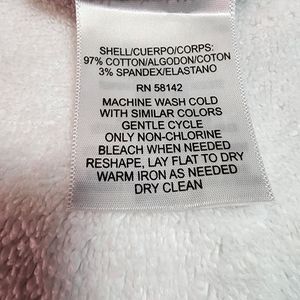 SHELL/CUERPO/CORPS:
97% COTTON/ALGODON/COTON
3% SPANDEX/ELASTANO
RN 58142
MACHINE WASH COLD
WITH SIMILAR COLORS
GENTLE CYCLE
ONLY NON-CHLORINE
BLEACH WHEN NEEDED
RESHAPE, LAY FLAT TO DRY
WARM IRON AS NEEDED
DRY CLEAN